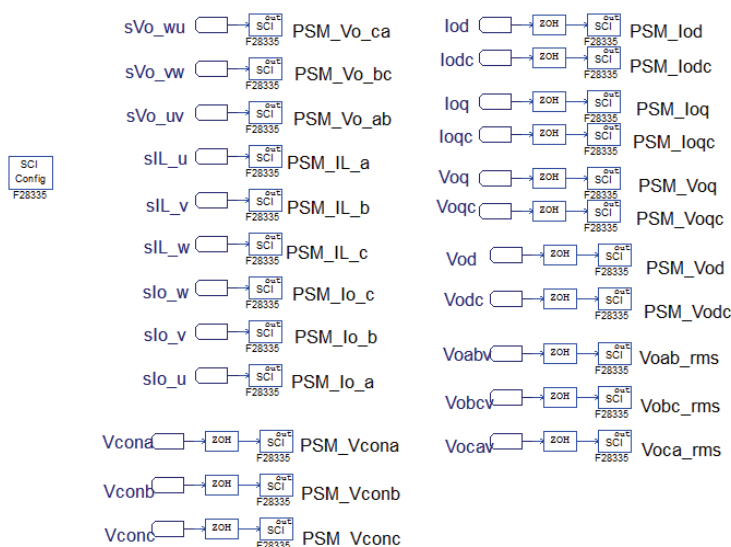 sVo_wu out SCI F28335 PSM_Vo_ca
sVo_vw out SCI F28335 PSM_Vo_bc
sVo_uv out SCI F28335 PSM_Vo_ab
sIL_u out SCI F28335 PSM_IL_a
SCI Config F28335
sIL_v out SCI F28335 PSM_IL_b
sIL_w out SCI F28335 PSM_IL_c
sIo_w out SCI F28335 PSM_Io_c
sIo_v out SCI F28335 PSM_Io_b
sIo_u out SCI F28335 PSM_Io_a
Vcona ZOH out SCI F28335 PSM_Vcona
Vconb ZOH out SCI F28335 PSM_Vconb
Vconc ZOH out SCI F28335 PSM_Vconc
Iod ZOH out SCI F28335 PSM_Iod
Iodc ZOH out SCI F28335 PSM_Iodc
Ioq ZOH out SCI F28335 PSM_Ioq
Ioqc ZOH out SCI F28335 PSM_Ioqc
Voq ZOH out SCI F28335 PSM_Voq
Voqc ZOH out SCI F28335 PSM_Voqc
Vod ZOH out SCI F28335 PSM_Vod
Vodc ZOH out SCI F28335 PSM_Vodc
Voabv ZOH out SCI F28335 Voab_rms
Vobcv ZOH out SCI F28335 Vobc_rms
Vocav ZOH out SCI F28335 Voca_rms